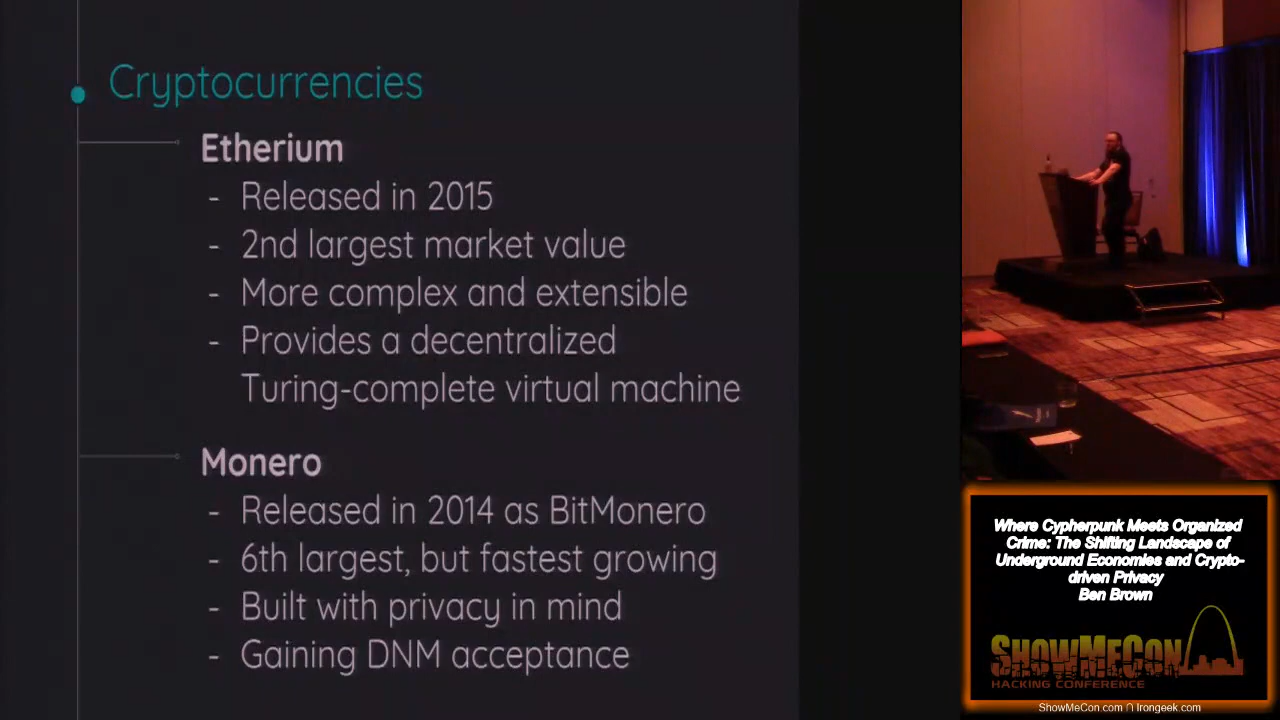 Cryptocurrencies
Etherium
- Released in 2015
- 2nd largest market value
- More complex and extensible
- Provides a decentralized
Turing-complete virtual machine
Monero
- Released in 2014 as BitMonero
- 6th largest, but fastest growing
- Built with privacy in mind
- Gaining DNM acceptance
Where Cypherpunk Meets Organized
Crime: The Shifting Landscape of
Underground Economies and Crypto-
driven Privacy
Ben Brown
SHOWMECON
HACKING CONFERENCE
ShowMeCon.com ∩ Irongeek.com